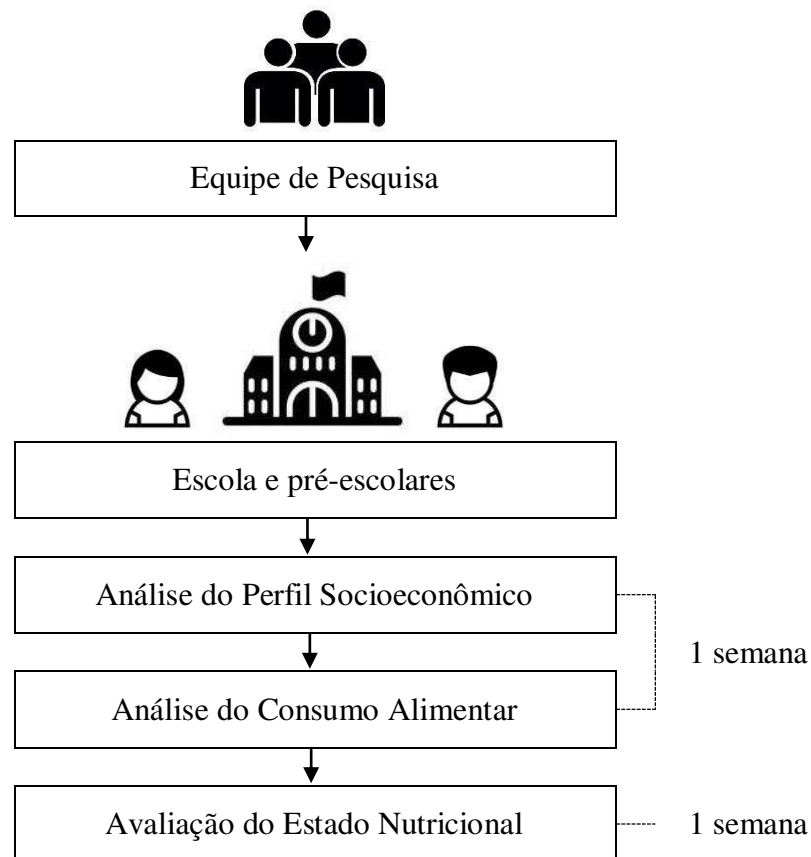 Equipe de Pesquisa
Escola e pré-escolares
Análise do Perfil Socioeconômico
1 semana
Análise do Consumo Alimentar
Avaliação do Estado Nutricional
1 semana